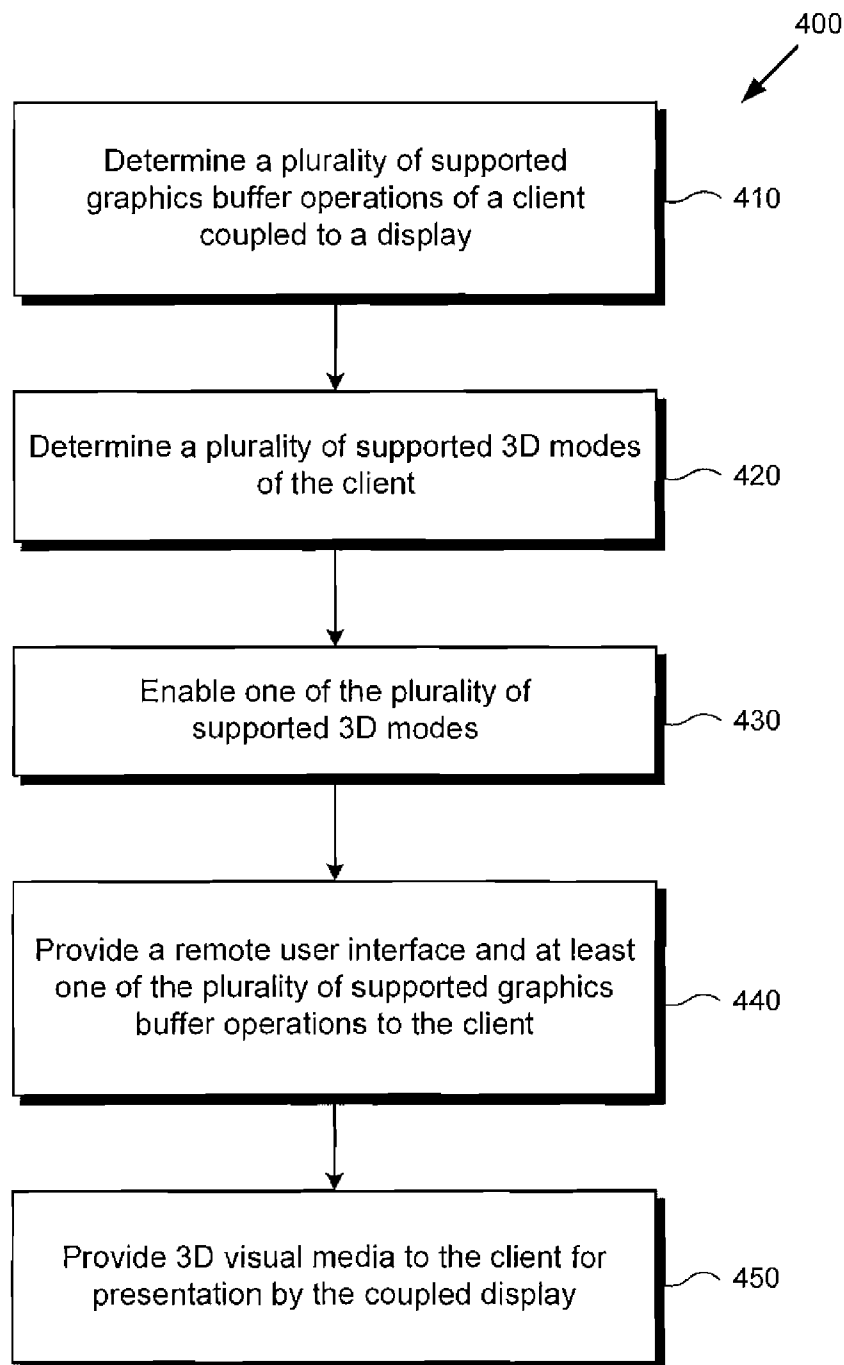 400
Determine a plurality of supported
graphics buffer operations of a client
coupled to a display
410
Determine a plurality of supported 3D modes
of the client
420
Enable one of the plurality of
supported 3D modes
430
Provide a remote user interface and at least
one of the plurality of supported graphics
buffer operations to the client
440
Provide 3D visual media to the client for
presentation by the coupled display
450